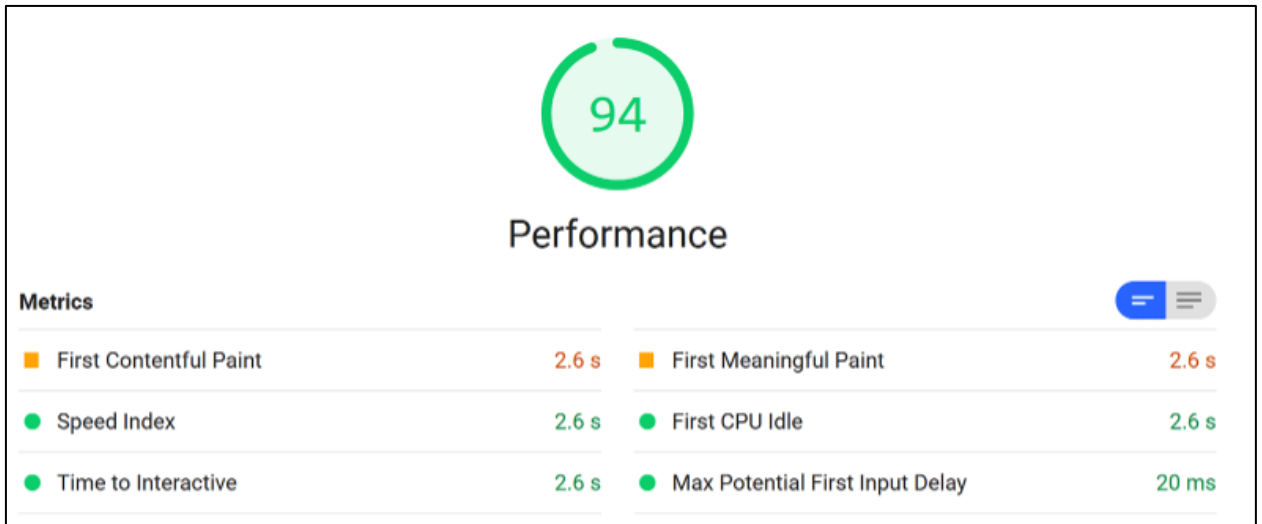 94
Performance
Metrics
First Contentful Paint 2.6 s
First Meaningful Paint 2.6 s
Speed Index 2.6 s
First CPU Idle 2.6 s
Time to Interactive 2.6 s
Max Potential First Input Delay 20 ms